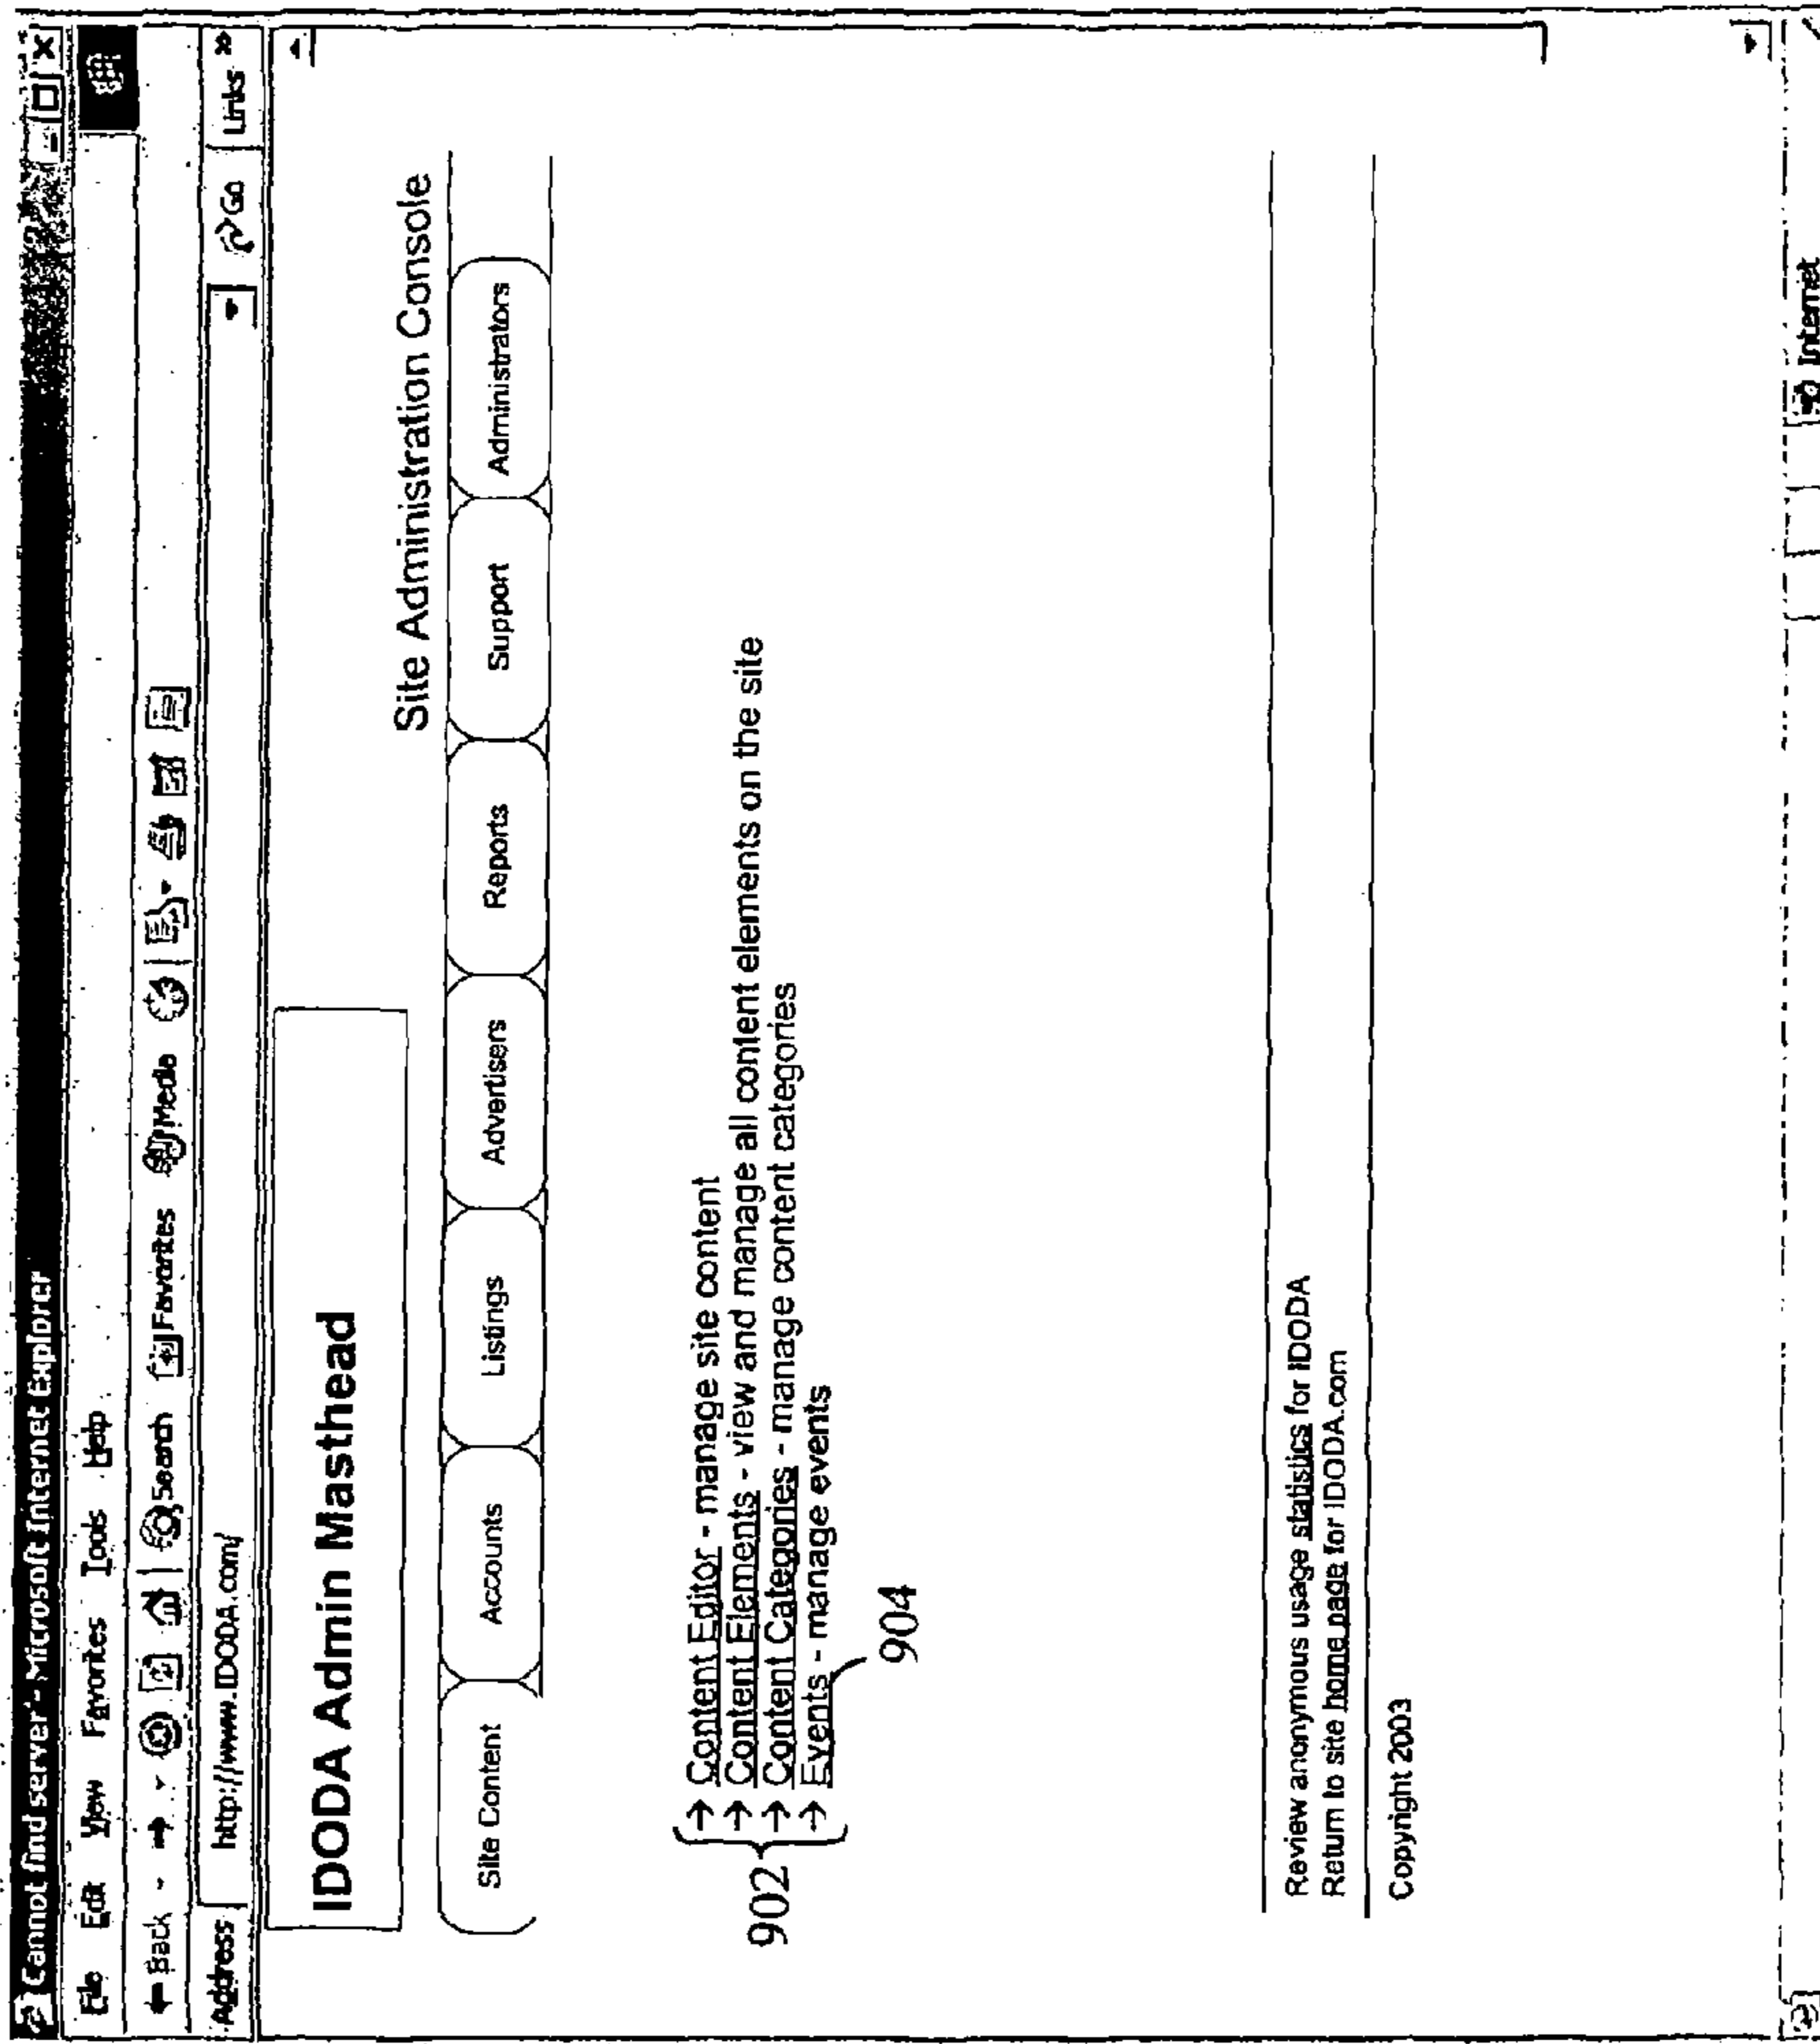 Cannot find server - Microsoft Internet Explorer
File Edit View Favorites Tools Help
Back Search Favorites Media
Address http://www.IDODA.com/ Go Links »
IDODA Admin Masthead
Site Administration Console
Site Content Accounts Listings Advertisers Reports Support Administrators
→ Content Editor - manage site content
→ Content Elements - view and manage all content elements on the site
→ Content Categories - manage content categories
→ Events - manage events
902
904
Review anonymous usage statistics for IDODA
Return to site home page for IDODA.com
Copyright 2003
Internet